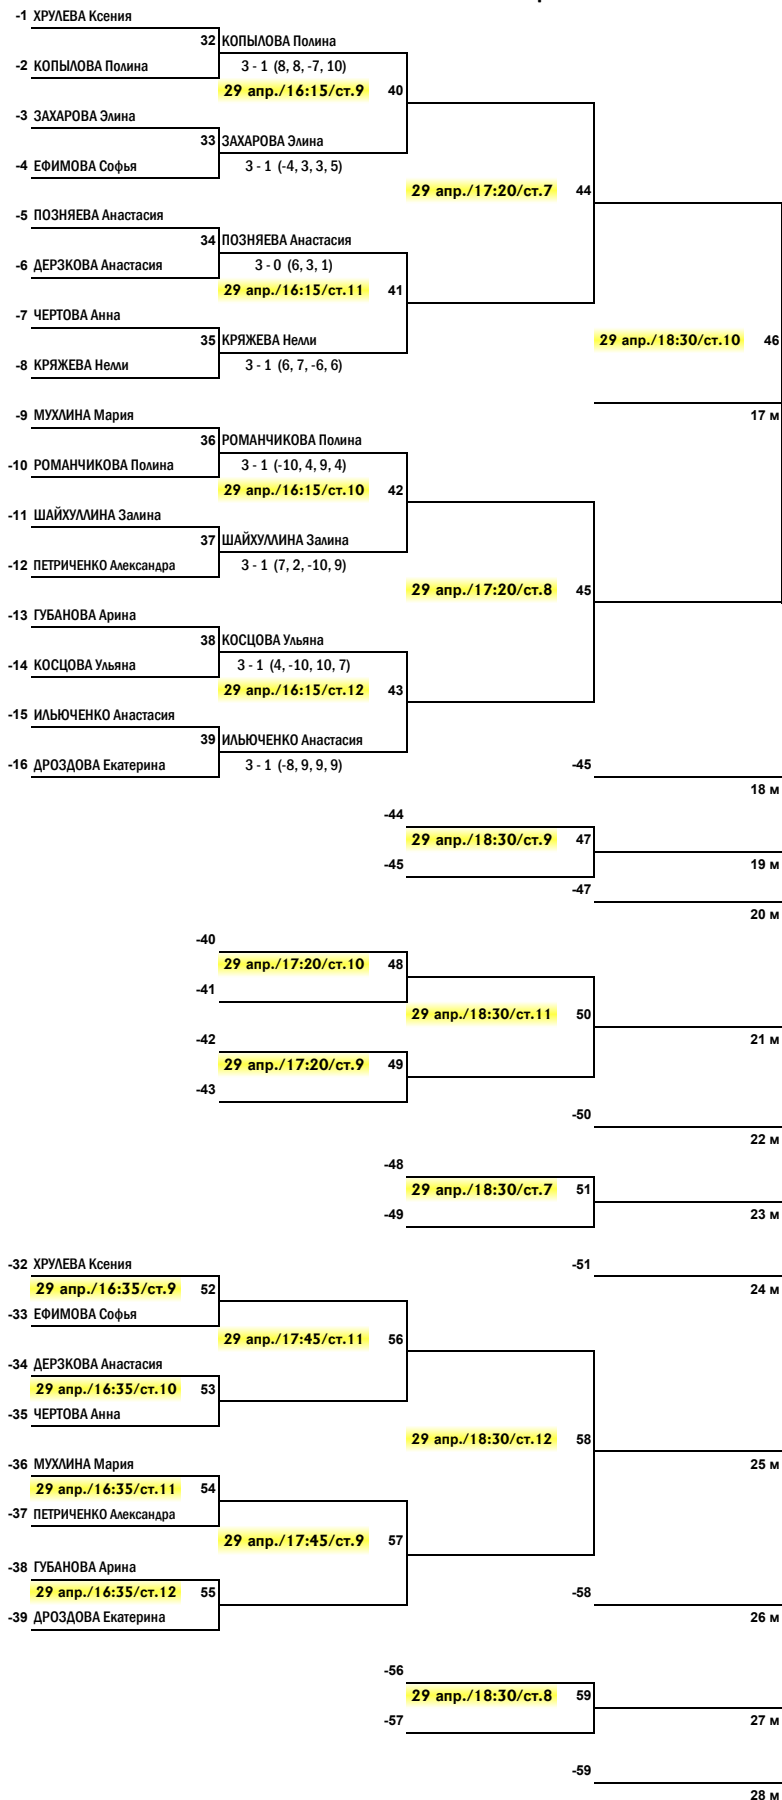 -1 ХРУЛЕВА Ксения
32 КОПЫЛОВА Полина
-2 КОПЫЛОВА Полина 3 - 1 (8, 8, -7, 10)
29 апр./16:15/ст.9 40
-3 ЗАХАРОВА Элина
33 ЗАХАРОВА Элина
-4 ЕФИМОВА Софья 3 - 1 (-4, 3, 3, 5)
29 апр./17:20/ст.7 44
-5 ПОЗНЯЕВА Анастасия
34 ПОЗНЯЕВА Анастасия
-6 ДЕРЗКОВА Анастасия 3 - 0 (6, 3, 1)
29 апр./16:15/ст.11 41
-7 ЧЕРТОВА Анна
35 КРЯЖЕВА Нелли 29 апр./18:30/ст.10 46
-8 КРЯЖЕВА Нелли 3 - 1 (6, 7, -6, 6)
-9 МУХЛИНА Мария 17 м
36 РОМАНЧИКОВА Полина
-10 РОМАНЧИКОВА Полина 3 - 1 (-10, 4, 9, 4)
29 апр./16:15/ст.10 42
-11 ШАЙХУЛЛИНА Залина
37 ШАЙХУЛЛИНА Залина
-12 ПЕТРИЧЕНКО Александра 3 - 1 (7, 2, -10, 9)
29 апр./17:20/ст.8 45
-13 ГУБАНОВА Арина
38 КОСЦОВА Ульяна
-14 КОСЦОВА Ульяна 3 - 1 (4, -10, 10, 7)
29 апр./16:15/ст.12 43
-15 ИЛЬЮЧЕНКО Анастасия
39 ИЛЬЮЧЕНКО Анастасия
-16 ДРОЗДОВА Екатерина 3 - 1 (-8, 9, 9, 9) -45
18 м
-44
29 апр./18:30/ст.9 47
-45 19 м
-47
20 м
-40
29 апр./17:20/ст.10 48
-41
29 апр./18:30/ст.11 50
-42 21 м
29 апр./17:20/ст.9 49
-43
-50
22 м
-48
29 апр./18:30/ст.7 51
-49 23 м
-32 ХРУЛЕВА Ксения -51
29 апр./16:35/ст.9 52 24 м
-33 ЕФИМОВА Софья
29 апр./17:45/ст.11 56
-34 ДЕРЗКОВА Анастасия
29 апр./16:35/ст.10 53
-35 ЧЕРТОВА Анна
29 апр./18:30/ст.12 58
-36 МУХЛИНА Мария 25 м
29 апр./16:35/ст.11 54
-37 ПЕТРИЧЕНКО Александра
29 апр./17:45/ст.9 57
-38 ГУБАНОВА Арина
29 апр./16:35/ст.12 55 -58
-39 ДРОЗДОВА Екатерина 26 м
-56
29 апр./18:30/ст.8 59
-57 27 м
-59
28 м